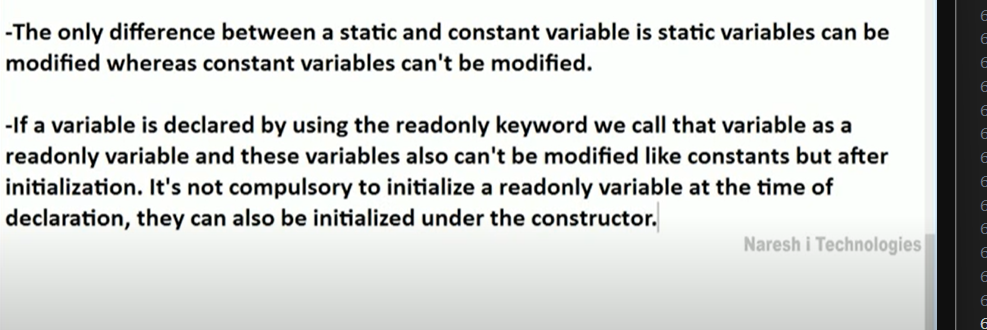 -The only difference between a static and constant variable is static variables can be
modified whereas constant variables can't be modified.
-If a variable is declared by using the readonly keyword we call that variable as a
readonly variable and these variables also can't be modified like constants but after
initialization. It's not compulsory to initialize a readonly variable at the time of
declaration, they can also be initialized under the constructor.
Naresh i Technologies